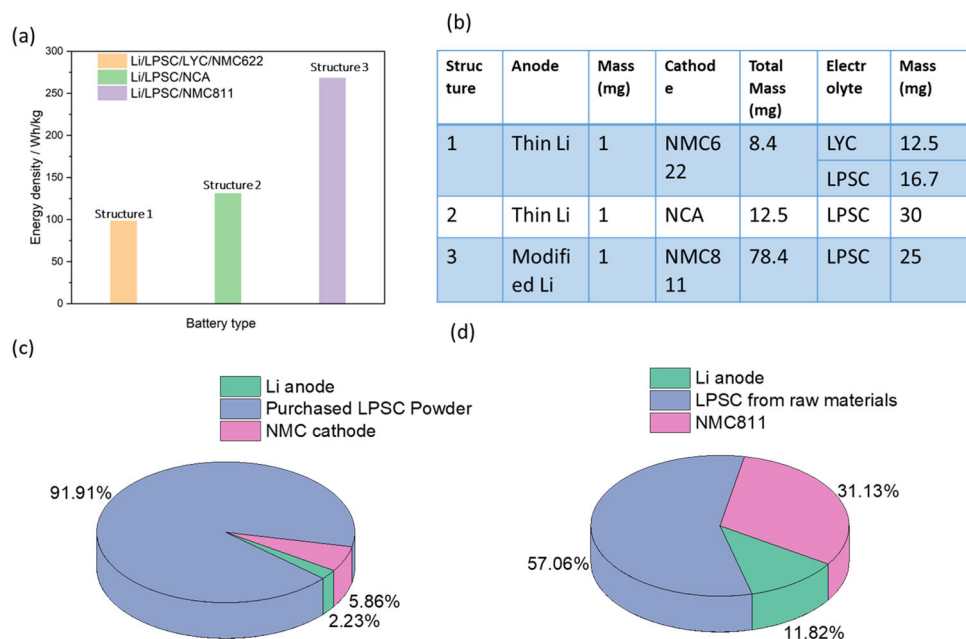 (a)
300
250
200
150
100
50
0
Energy density / Wh/kg
Li/LPSC/LYC/NMC622
Li/LPSC/NCA
Li/LPSC/NMC811
Structure 1
Structure 2
Structure 3
Battery type
(b)
Struc
ture
Anode
Mass
(mg)
Cathod
e
Total
Mass
(mg)
Electr
olyte
Mass
(mg)
1
Thin Li
1
NMC6
22
8.4
LYC
12.5
LPSC
16.7
2
Thin Li
1
NCA
12.5
LPSC
30
3
Modifi
ed Li
1
NMC8
11
78.4
LPSC
25
(c)
Li anode
Purchased LPSC Powder
NMC cathode
91.91%
5.86%
2.23%
(d)
Li anode
LPSC from raw materials
NMC811
31.13%
57.06%
11.82%